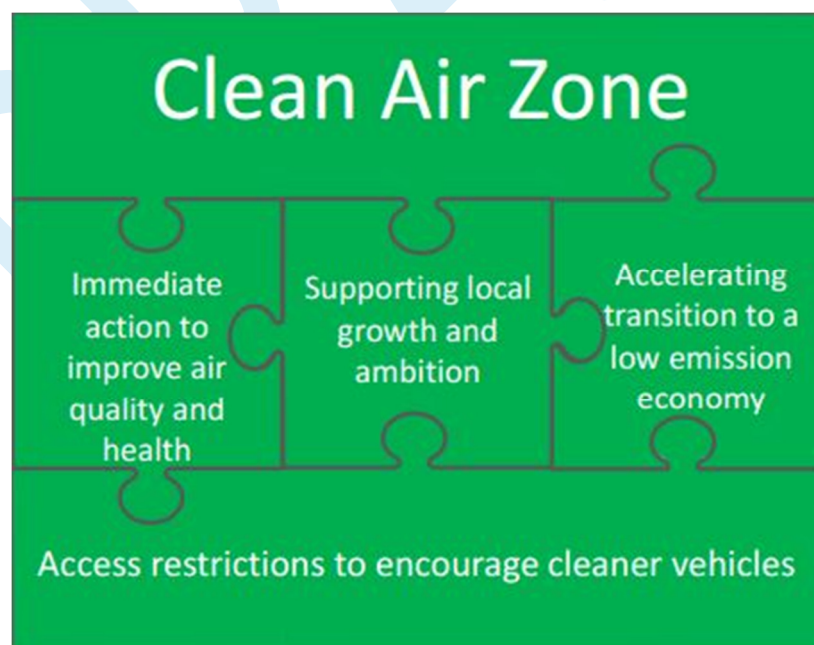 Clean Air Zone
Immediate
action to
improve air
quality and
health
Supporting local
growth and
ambition
Accelerating
transition to a
low emission
economy
Access restrictions to encourage cleaner vehicles